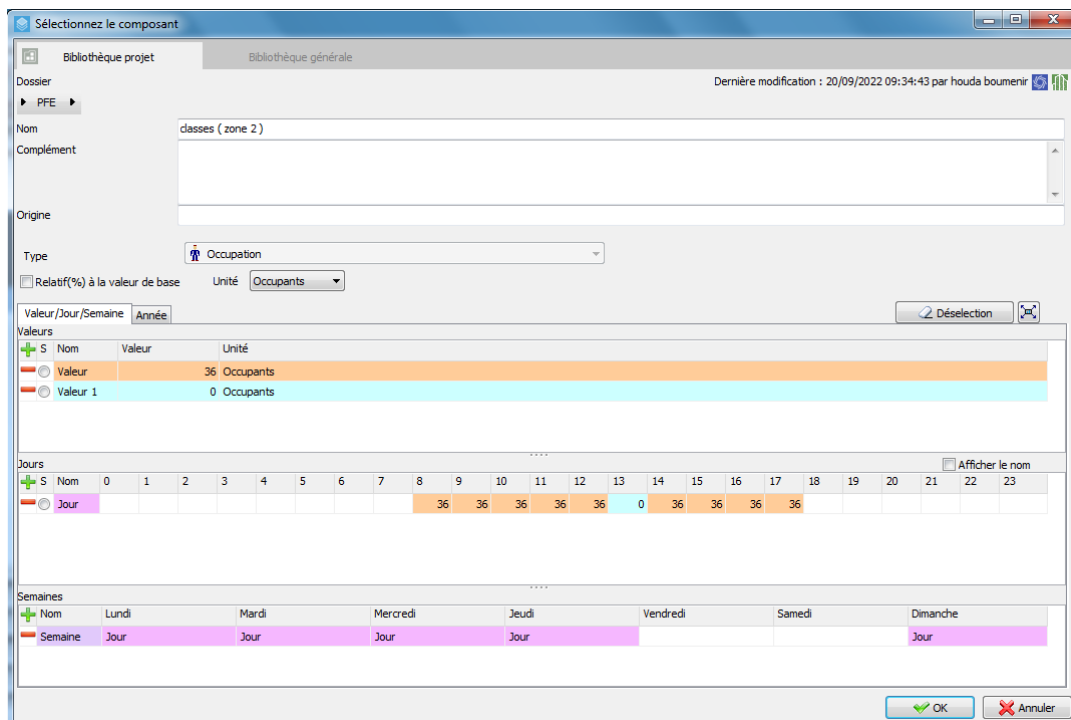 Sélectionnez le composant
Bibliothèque projet Bibliothèque générale
Dossier Dernière modification : 20/09/2022 09:34:43 par houda boumenir
PFE
Nom classes ( zone 2 )
Complément
Origine
Type Occupation
Relatif(%) à la valeur de base Unité Occupants
Valeur/Jour/Semaine Année Déselection
Valeurs
S Nom Valeur Unité
Valeur 36 Occupants
Valeur 1 0 Occupants
Jours Afficher le nom
S Nom 0 1 2 3 4 5 6 7 8 9 10 11 12 13 14 15 16 17 18 19 20 21 22 23
Jour 36 36 36 36 36 0 36 36 36 36
Semaines
Nom Lundi Mardi Mercredi Jeudi Vendredi Samedi Dimanche
Semaine Jour Jour Jour Jour Jour
OK Annuler